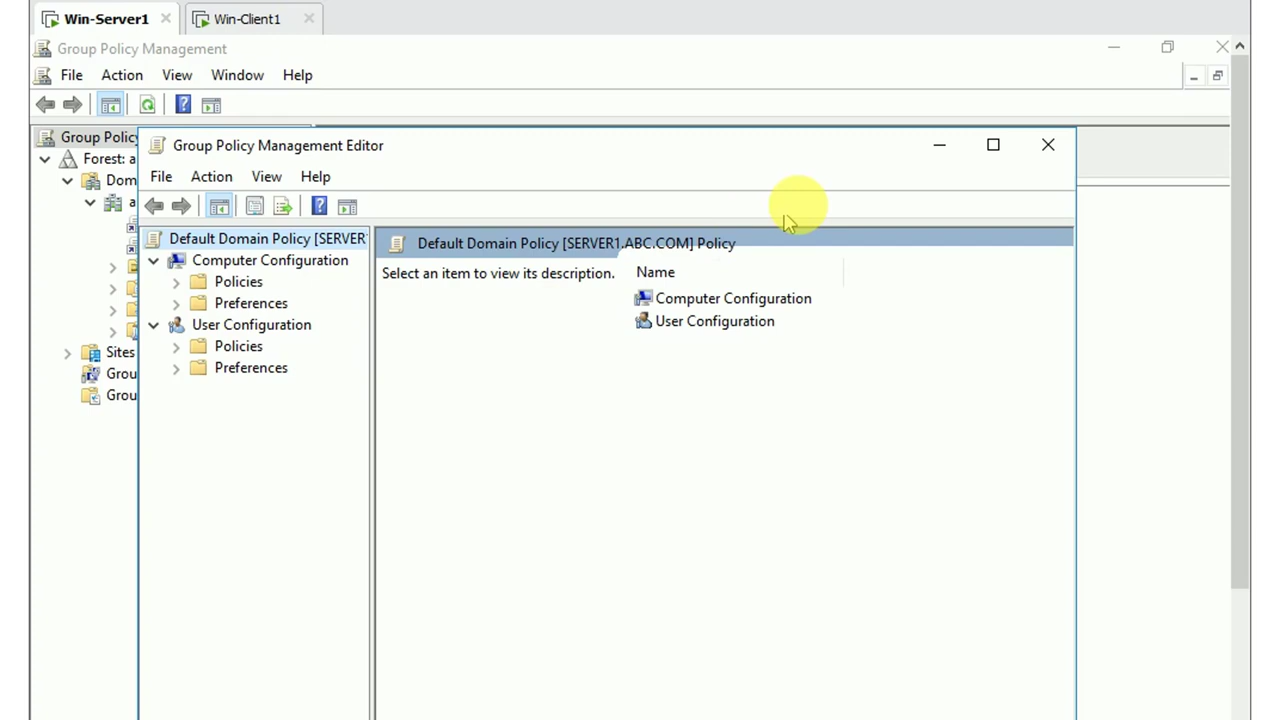 Win-Server1
Win-Client1
Group Policy Management
File Action View Window Help
Group Policy
Forest: a
Dom
a
Sites
Grou
Grou
Group Policy Management Editor
File Action View Help
Default Domain Policy [SERVER
Computer Configuration
Policies
Preferences
User Configuration
Policies
Preferences
Default Domain Policy [SERVER1.ABC.COM] Policy
Select an item to view its description.
Name
Computer Configuration
User Configuration